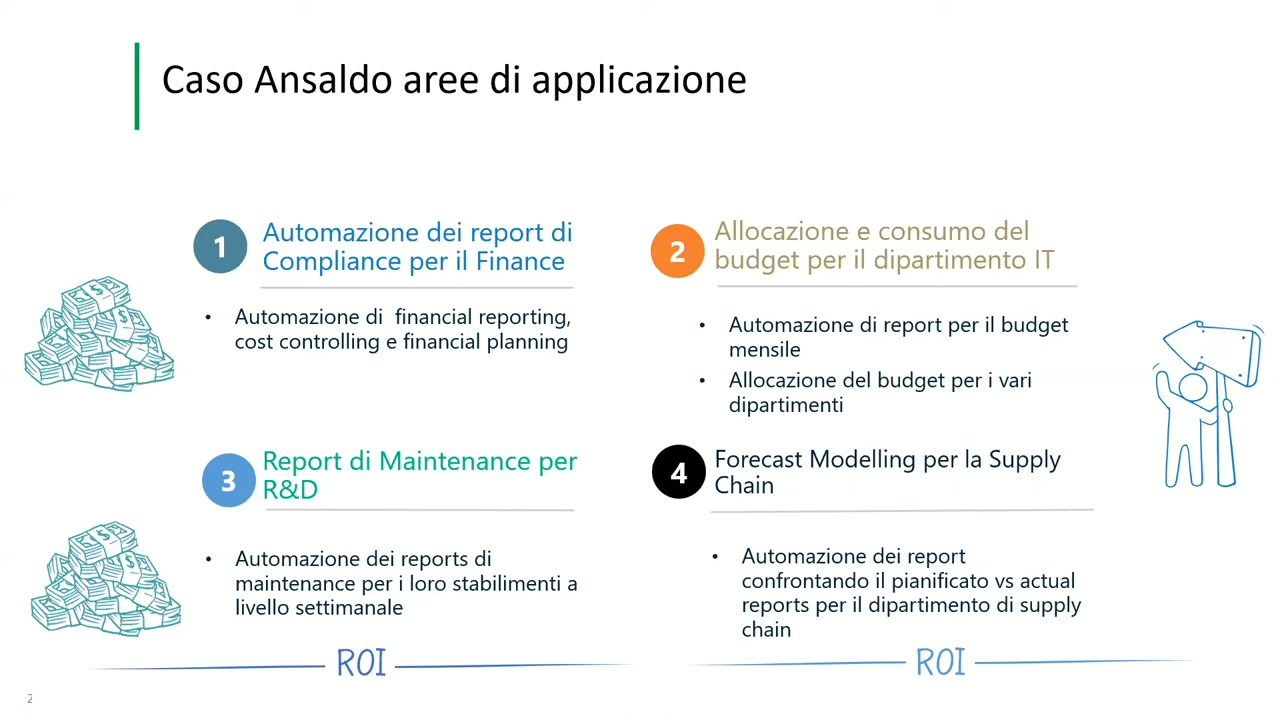 Caso Ansaldo aree di applicazione
1
Automazione dei report di
Compliance per il Finance
• Automazione di financial reporting,
cost controlling e financial planning
2
Allocazione e consumo del
budget per il dipartimento IT
• Automazione di report per il budget
mensile
• Allocazione del budget per i vari
dipartimenti
3
Report di Maintenance per
R&D
• Automazione dei reports di
maintenance per i loro stabilimenti a
livello settimanale
4
Forecast Modelling per la Supply
Chain
• Automazione dei report
confrontando il pianificato vs actual
reports per il dipartimento di supply
chain
ROI
ROI
2